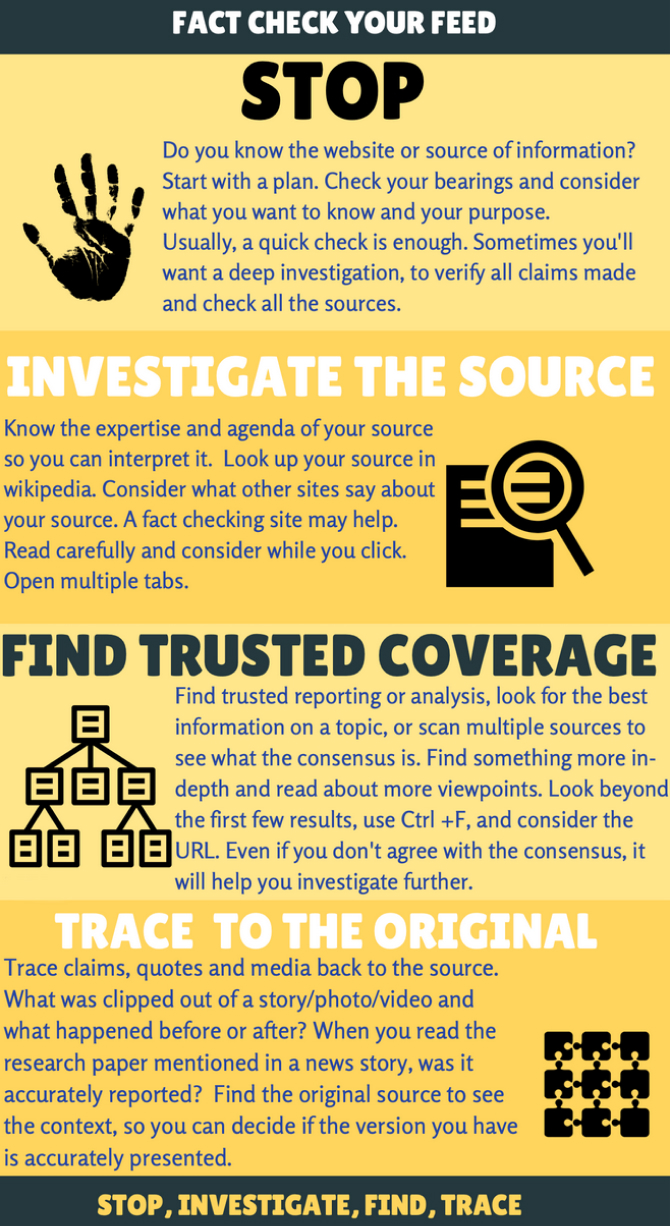 FACT CHECK YOUR FEED
STOP
Do you know the website or source of information?
Start with a plan. Check your bearings and consider
what you want to know and your purpose.
Usually, a quick check is enough. Sometimes you'll
want a deep investigation, to verify all claims made
and check all the sources.
INVESTIGATE THE SOURCE
Know the expertise and agenda of your source
so you can interpret it.  Look up your source in
wikipedia. Consider what other sites say about
your source. A fact checking site may help.
Read carefully and consider while you click.
Open multiple tabs.
FIND TRUSTED COVERAGE
Find trusted reporting or analysis, look for the best
information on a topic, or scan multiple sources to
see what the consensus is. Find something more in-
depth and read about more viewpoints. Look beyond
the first few results, use Ctrl +F, and consider the
URL. Even if you don't agree with the consensus, it
will help you investigate further.
TRACE  TO THE ORIGINAL
Trace claims, quotes and media back to the source.
What was clipped out of a story/photo/video and
what happened before or after? When you read the
research paper mentioned in a news story, was it
accurately reported?  Find the original source to see
the context, so you can decide if the version you have
is accurately presented.
STOP, INVESTIGATE, FIND, TRACE